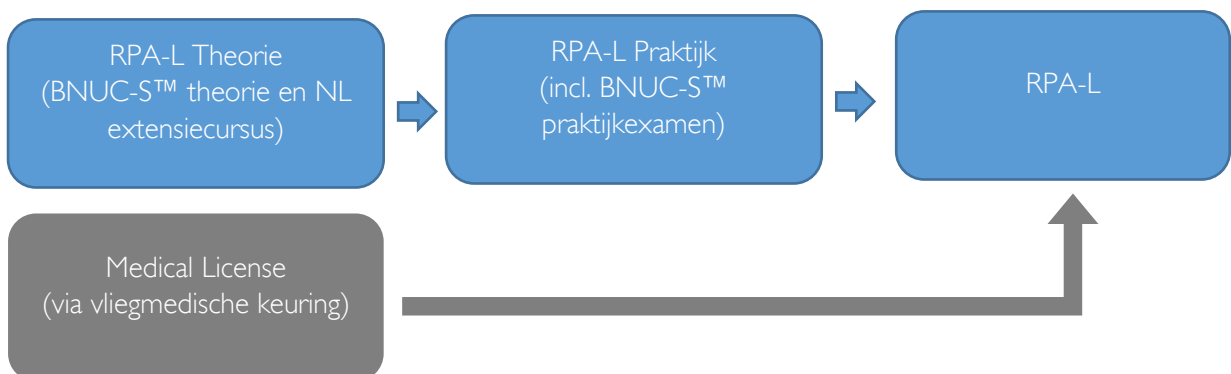 RPA-L Theorie
(BNUC-S™ theorie en NL
extensiecursus)
RPA-L Praktijk
(incl. BNUC-S™
praktijkexamen)
RPA-L
Medical License
(via vliegmedische keuring)